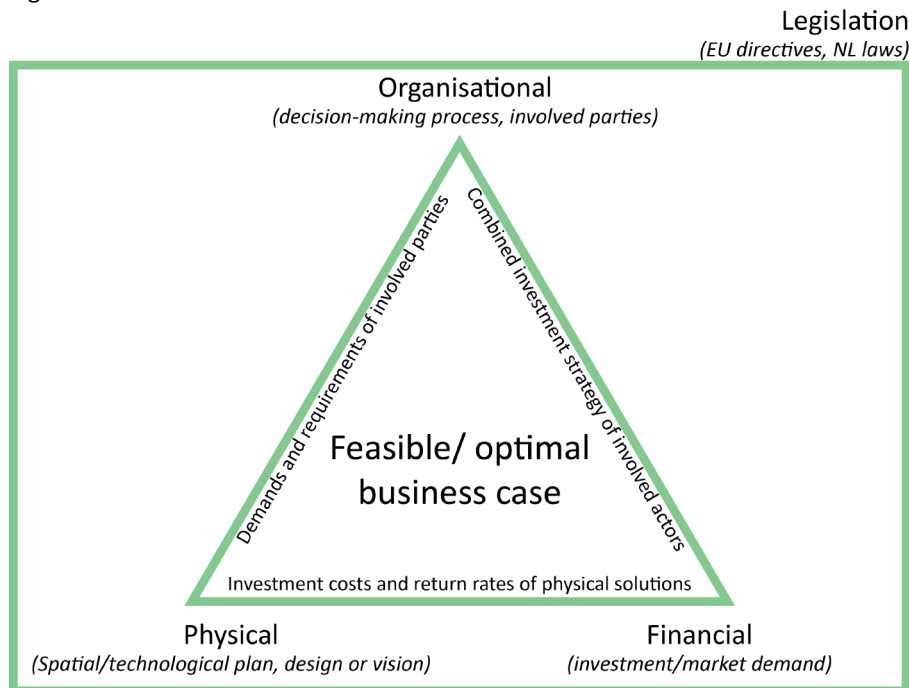 Legislation
(EU directives, NL laws)
Organisational
(decision-making process, involved parties)
Demands and requirements of involved parties
Combined investment strategy of involved actors
Feasible/ optimal
business case
Investment costs and return rates of physical solutions
Physical
(Spatial/technological plan, design or vision)
Financial
(investment/market demand)